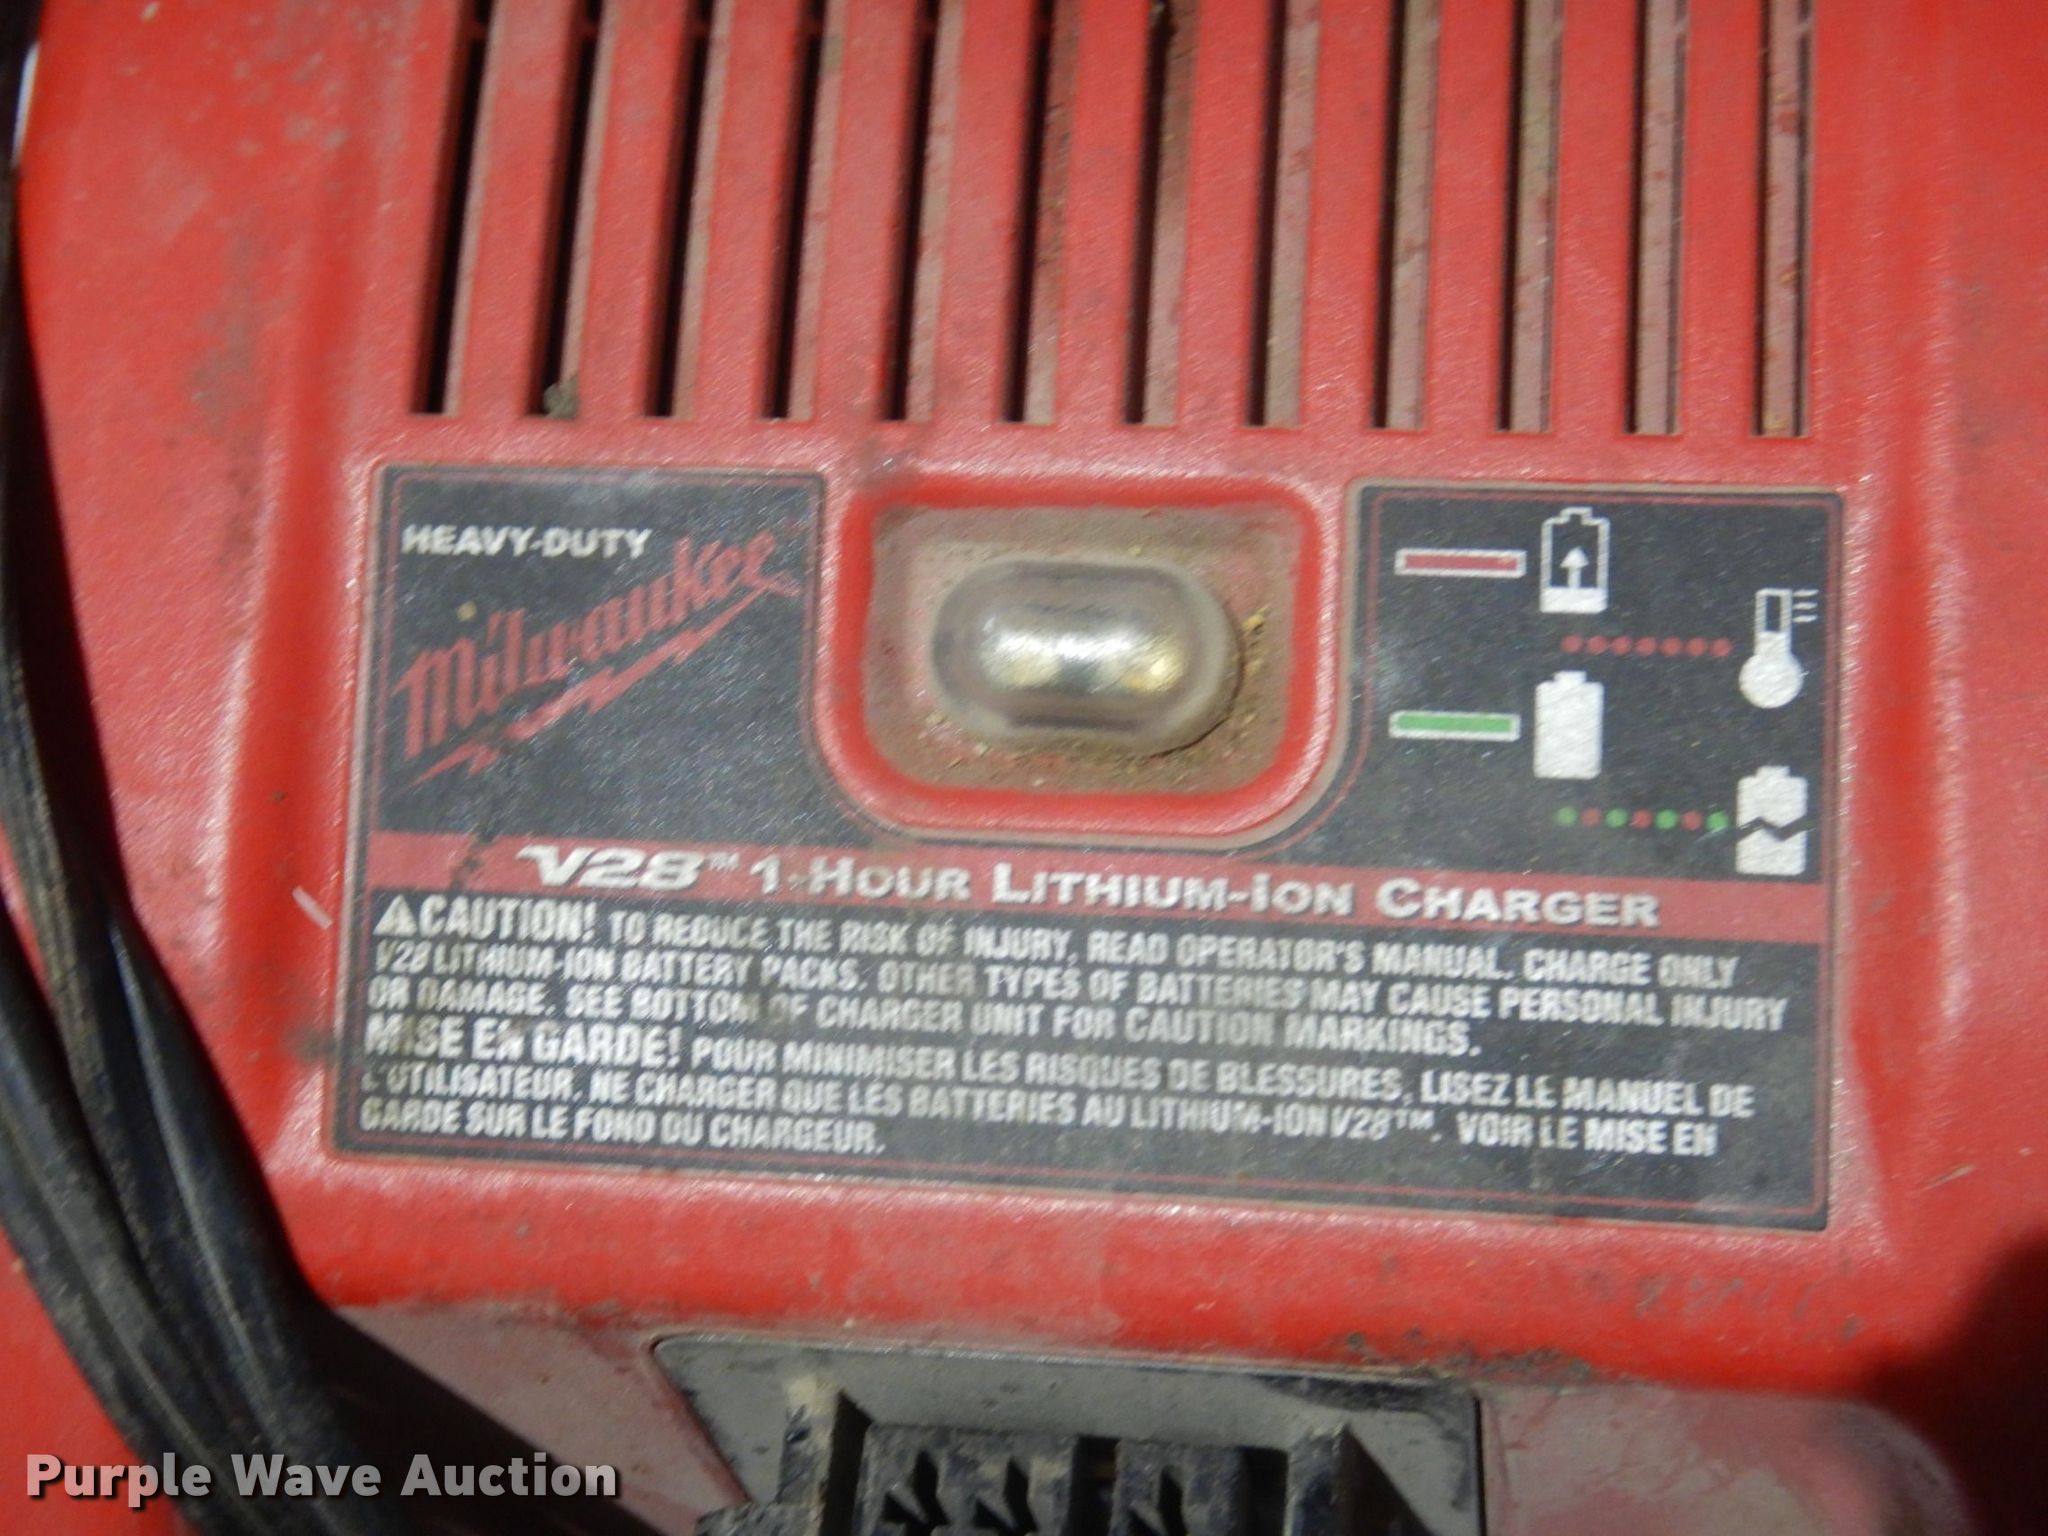 HEAVY-DUTY
Milwaukee
V28™ 1-HOUR LITHIUM-ION CHARGER
CAUTION! TO REDUCE THE RISK OF INJURY, READ OPERATOR'S MANUAL. CHARGE ONLY
V28 LITHIUM-ION BATTERY PACKS. OTHER TYPES OF BATTERIES MAY CAUSE PERSONAL INJURY
OR DAMAGE. SEE BOTTOM OF CHARGER UNIT FOR CAUTION MARKINGS.
MISE EN GARDE! POUR MINIMISER LES RISQUES DE BLESSURES, LISEZ LE MANUEL DE
L'UTILISATEUR. NE CHARGER QUE LES BATTERIES AU LITHIUM-ION V28™. VOIR LE MISE EN
GARDE SUR LE FOND DU CHARGEUR.
Purple Wave Auction